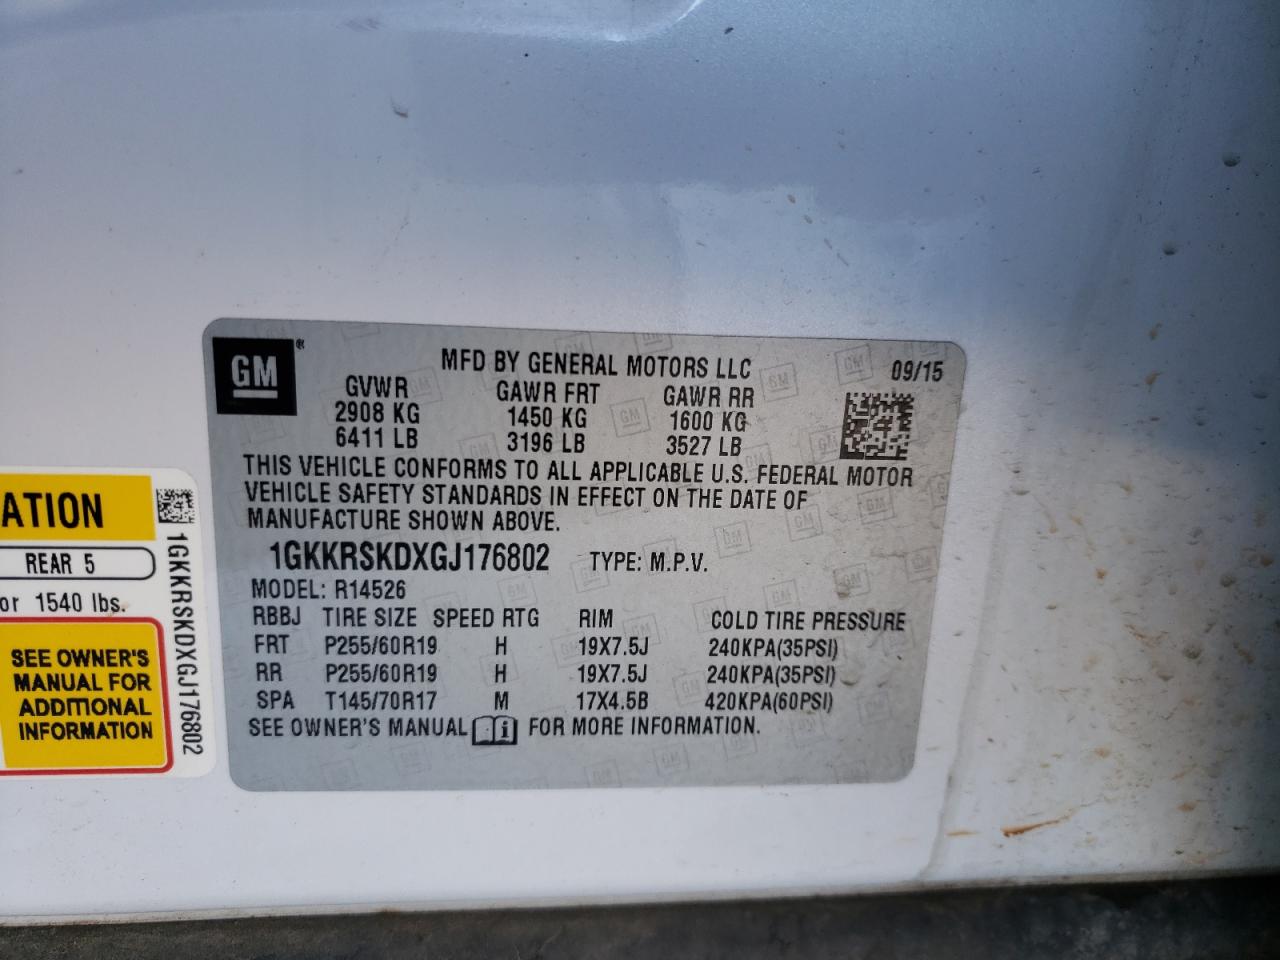 GM®
MFD BY GENERAL MOTORS LLC 09/15
GVWR GAWR FRT GAWR RR
2908 KG 1450 KG 1600 KG
6411 LB 3196 LB 3527 LB
THIS VEHICLE CONFORMS TO ALL APPLICABLE U.S. FEDERAL MOTOR
VEHICLE SAFETY STANDARDS IN EFFECT ON THE DATE OF
MANUFACTURE SHOWN ABOVE.
1GKKRSKDXGJ176802 TYPE: M.P.V.
MODEL: R14526
RBBJ TIRE SIZE SPEED RTG RIM COLD TIRE PRESSURE
FRT P255/60R19 H 19X7.5J 240KPA(35PSI)
RR P255/60R19 H 19X7.5J 240KPA(35PSI)
SPA T145/70R17 M 17X4.5B 420KPA(60PSI)
SEE OWNER'S MANUAL i FOR MORE INFORMATION.
ATION
REAR 5
or 1540 lbs.
SEE OWNER'S
MANUAL FOR
ADDITIONAL
INFORMATION
1GKKRSKDXGJ176802